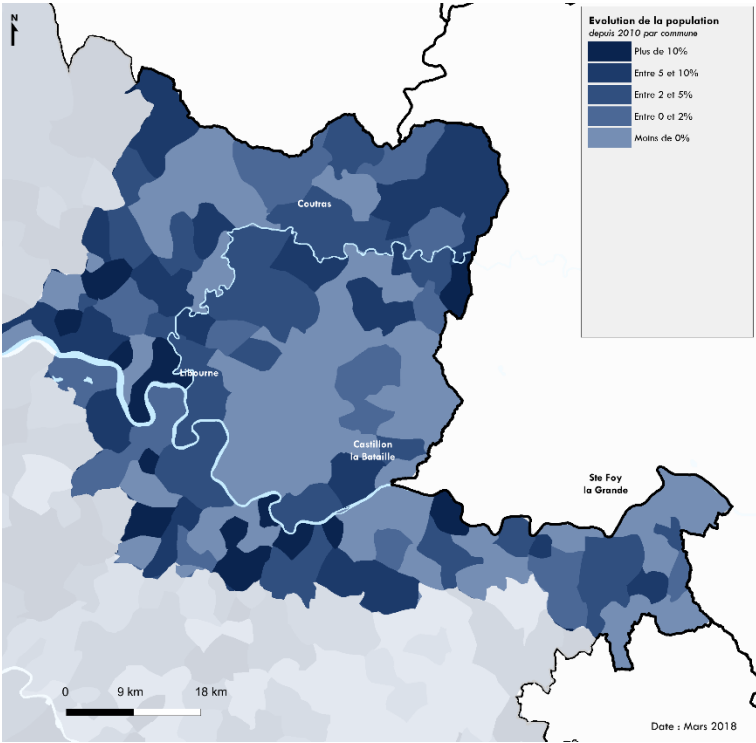 N
Evolution de la population
depuis 2010 par commune
Plus de 10%
Entre 5 et 10%
Entre 2 et 5%
Entre 0 et 2%
Moins de 0%
Coutras
Libourne
Castillon
la Bataille
Ste Foy
la Grande
0 9 km 18 km
Date : Mars 2018